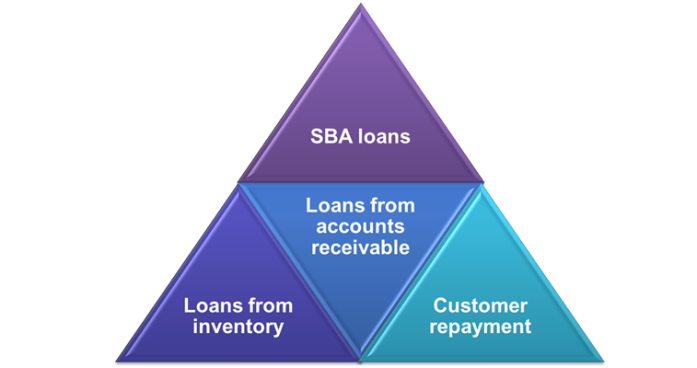 SBA loans
Loans from
accounts
receivable
Loans from
inventory
Customer
repayment